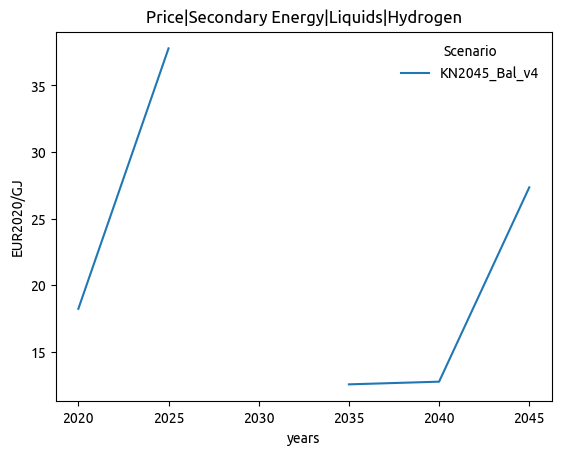 Price|Secondary Energy|Liquids|Hydrogen
Scenario
KN2045_Bal_v4
EUR2020/GJ
35
30
25
20
15
2020
2025
2030
2035
2040
2045
years